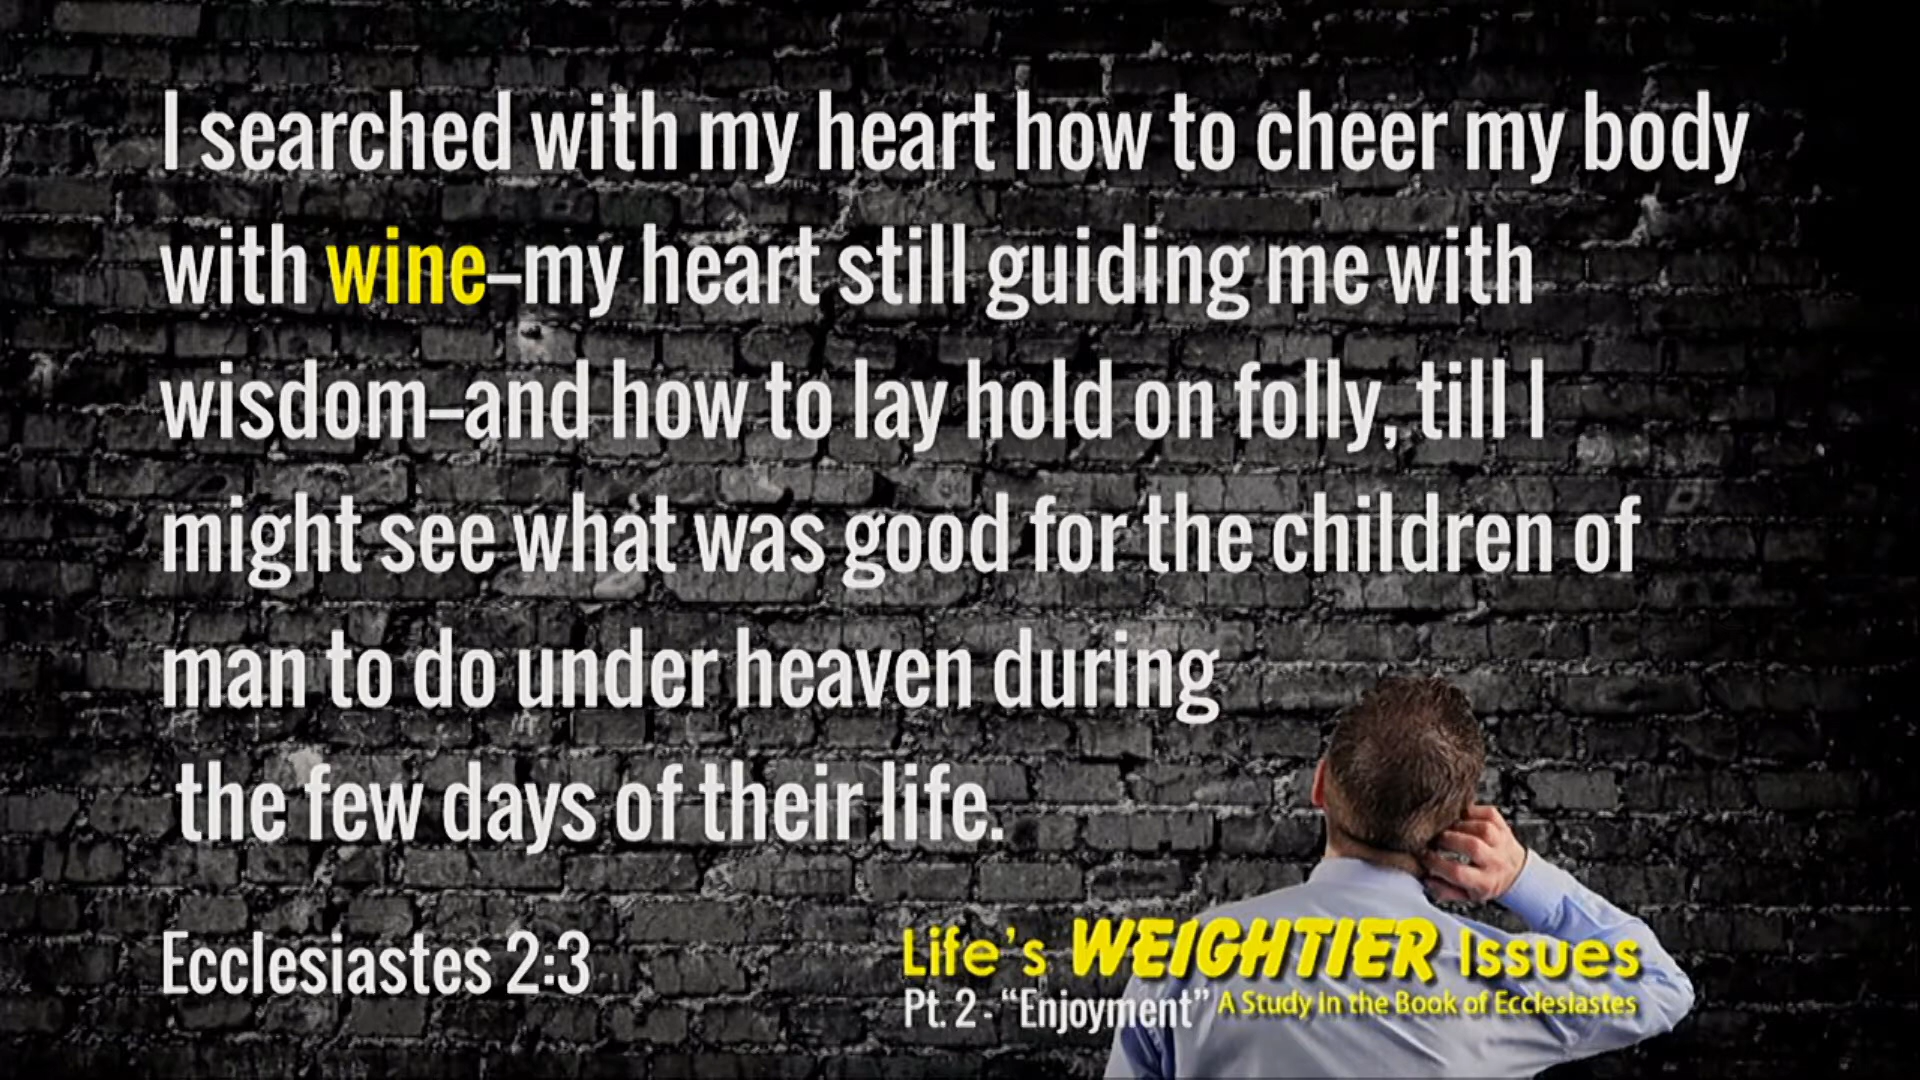 I searched with my heart how to cheer my body
with wine–my heart still guiding me with
wisdom–and how to lay hold on folly, till I
might see what was good for the children of
man to do under heaven during
the few days of their life.
Ecclesiastes 2:3
Life's WEIGHTIER Issues
Pt. 2 - “Enjoyment” A Study in the Book of Ecclesiastes